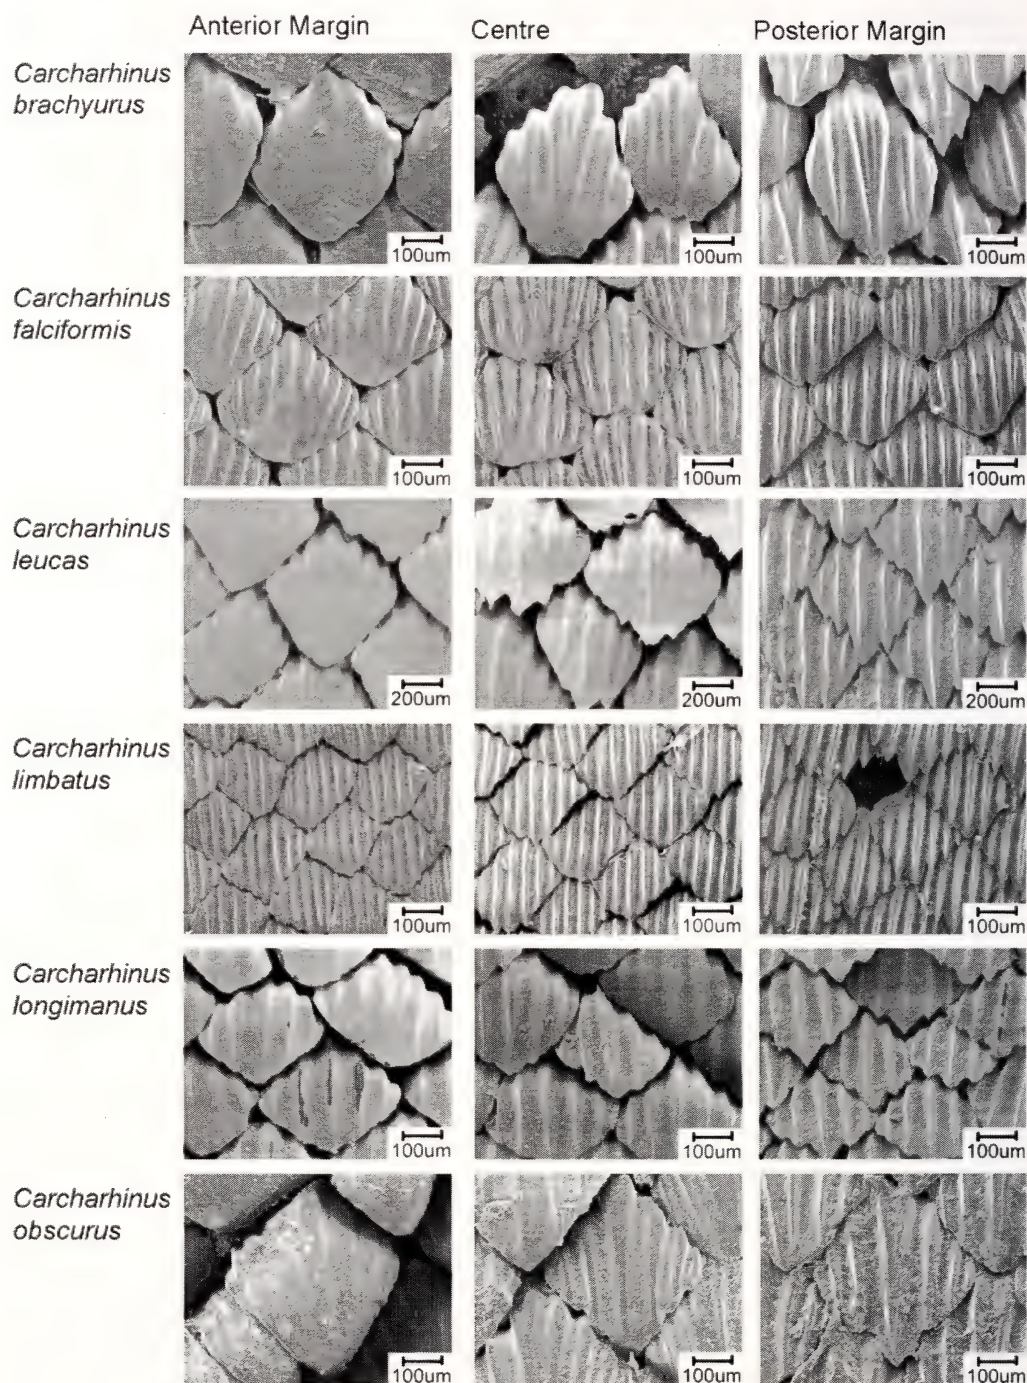 Anterior Margin Centre Posterior Margin
Carcharhinus
brachyurus
100um 100um 100um
Carcharhinus
falciformis
100um 100um 100um
Carcharhinus
leucas
200um 200um 200um
Carcharhinus
limbatus
100um 100um 100um
Carcharhinus
longimanus
100um 100um 100um
Carcharhinus
obscurus
100um 100um 100um